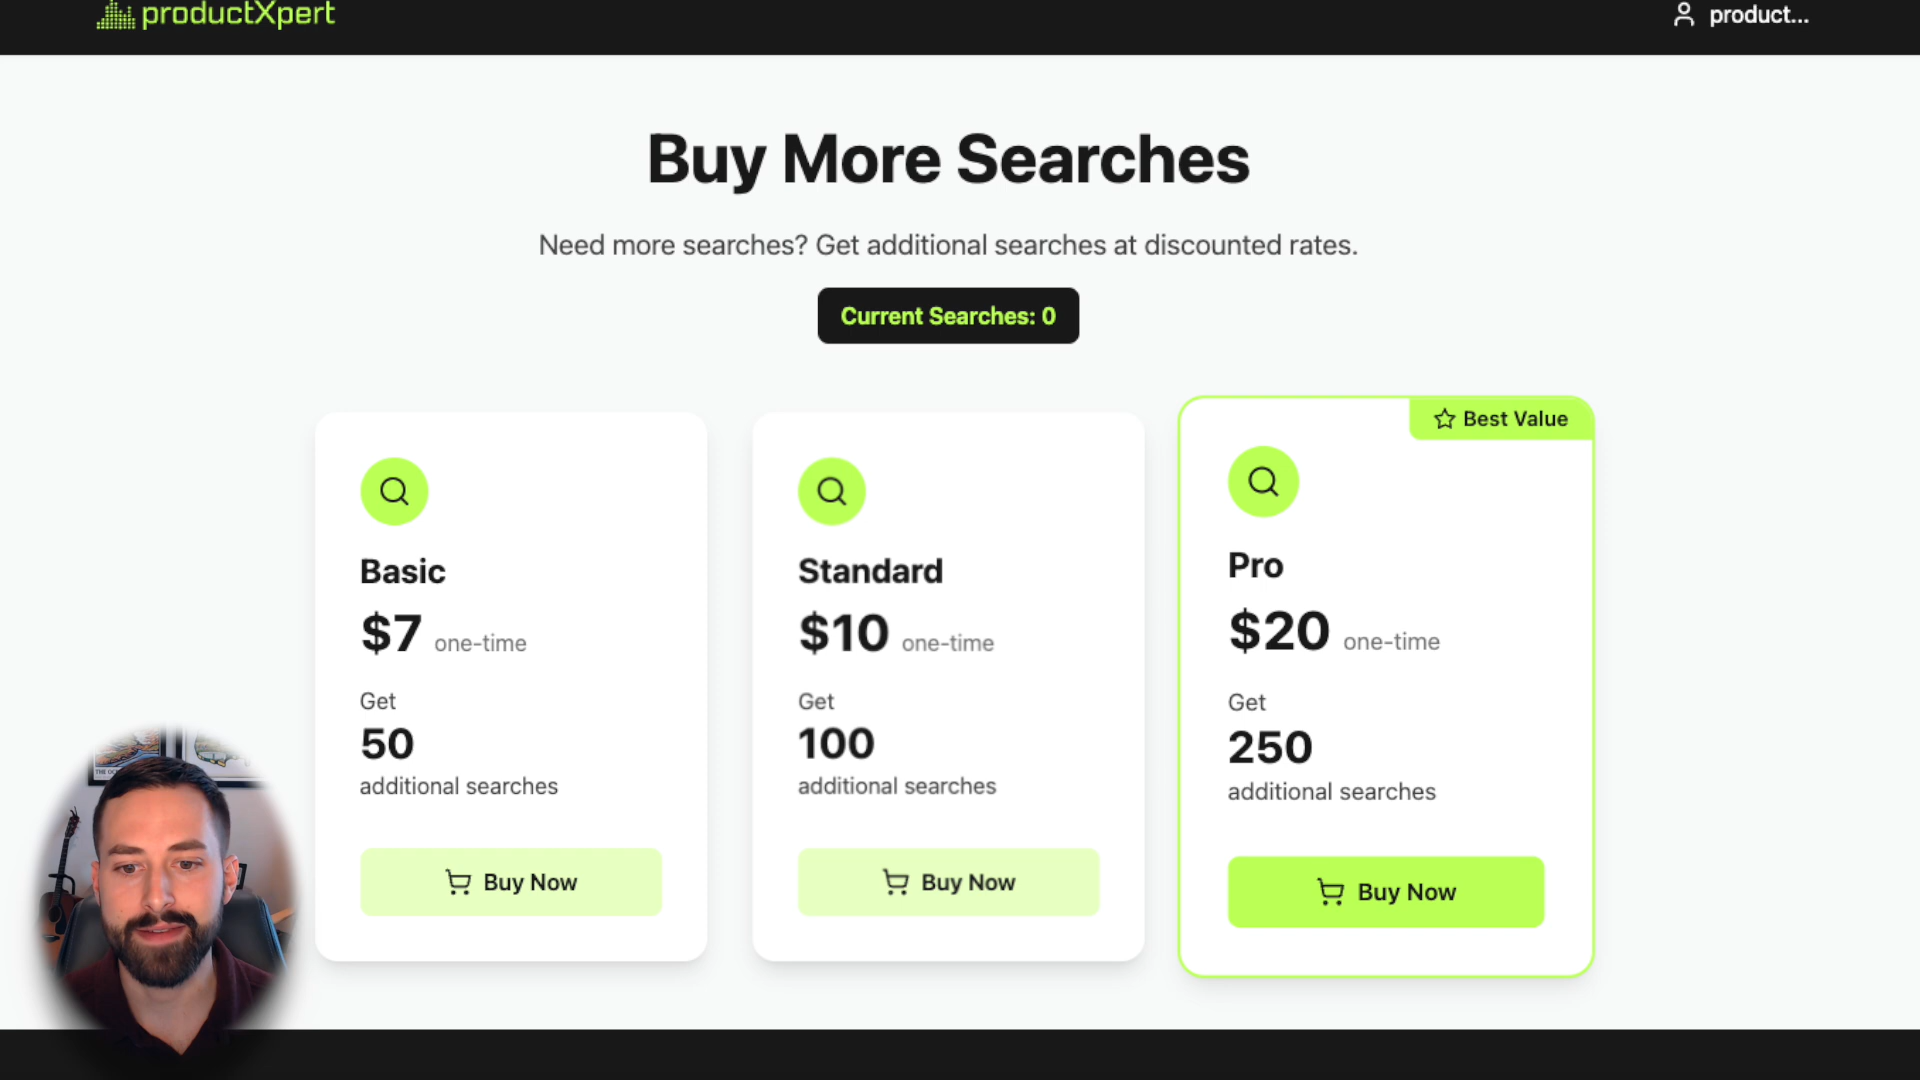 productXpert
product...
Buy More Searches
Need more searches? Get additional searches at discounted rates.
Current Searches: 0
Basic
$7 one-time
Get
50
additional searches
Buy Now
Standard
$10 one-time
Get
100
additional searches
Buy Now
Best Value
Pro
$20 one-time
Get
250
additional searches
Buy Now